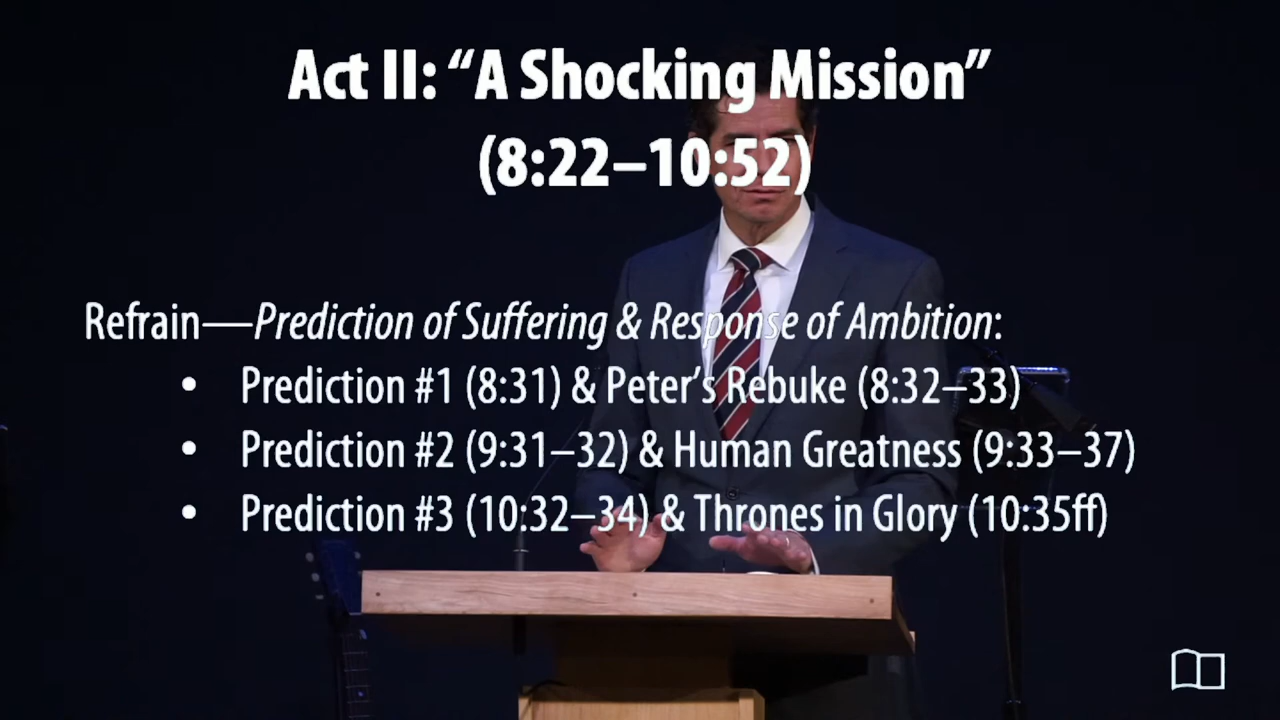 Act II: “A Shocking Mission”
(8:22–10:52)
Refrain—Prediction of Suffering & Response of Ambition:
• Prediction #1 (8:31) & Peter’s Rebuke (8:32–33)
• Prediction #2 (9:31–32) & Human Greatness (9:33–37)
• Prediction #3 (10:32–34) & Thrones in Glory (10:35ff)